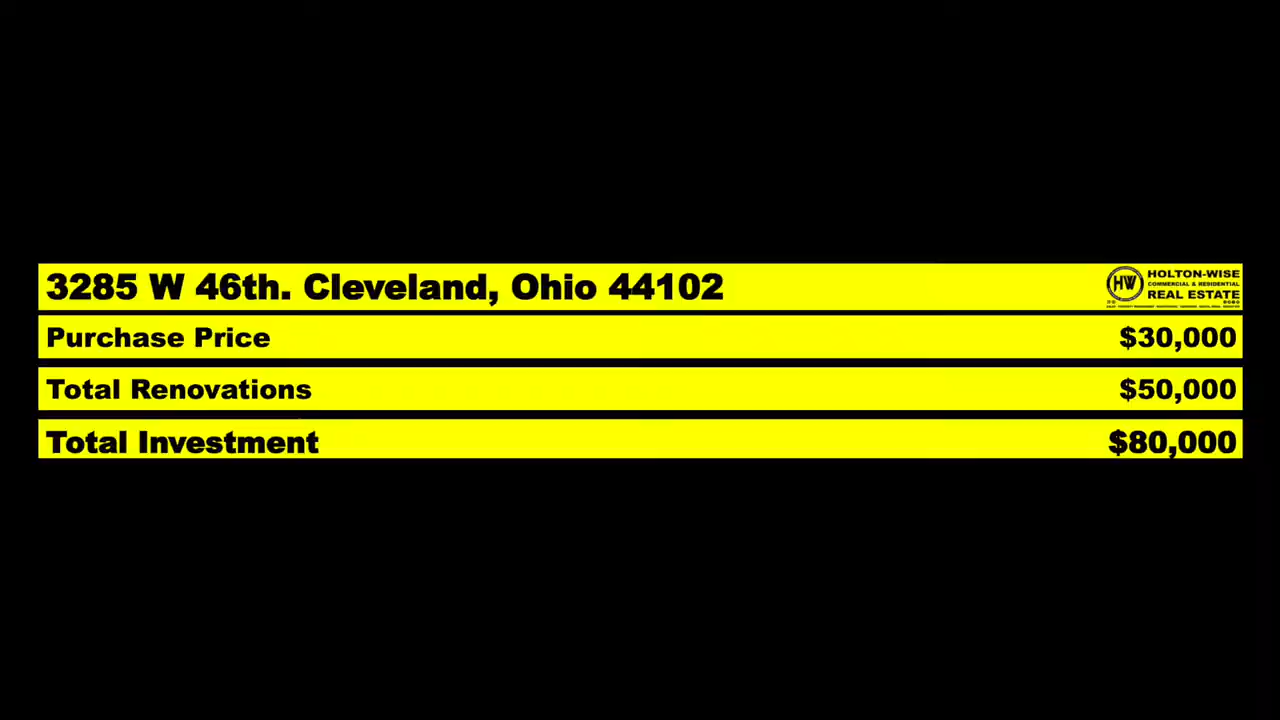 3285 W 46th. Cleveland, Ohio 44102
HW
HOLTON-WISE
COMMERCIAL & RESIDENTIAL
REAL ESTATE
Purchase Price $30,000
Total Renovations $50,000
Total Investment $80,000